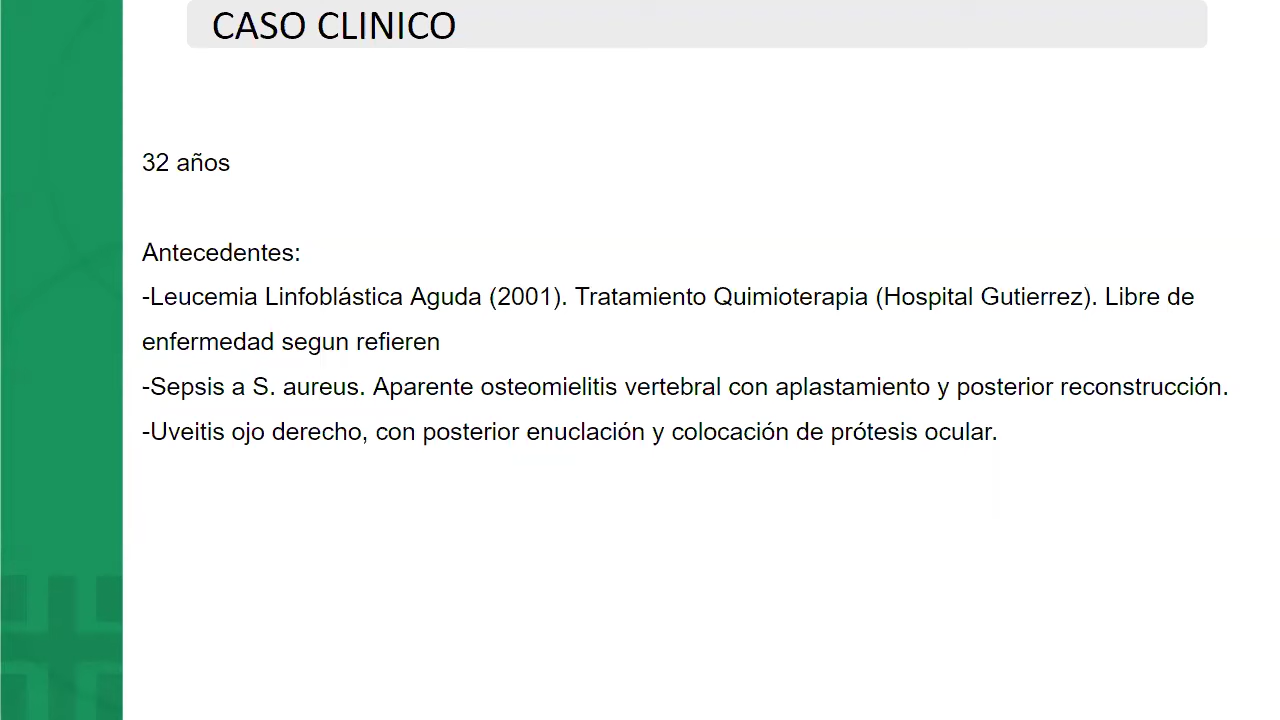 CASO CLINICO
32 años
Antecedentes:
-Leucemia Linfoblástica Aguda (2001). Tratamiento Quimioterapia (Hospital Gutierrez). Libre de
enfermedad segun refieren
-Sepsis a S. aureus. Aparente osteomielitis vertebral con aplastamiento y posterior reconstrucción.
-Uveitis ojo derecho, con posterior enuclación y colocación de prótesis ocular.